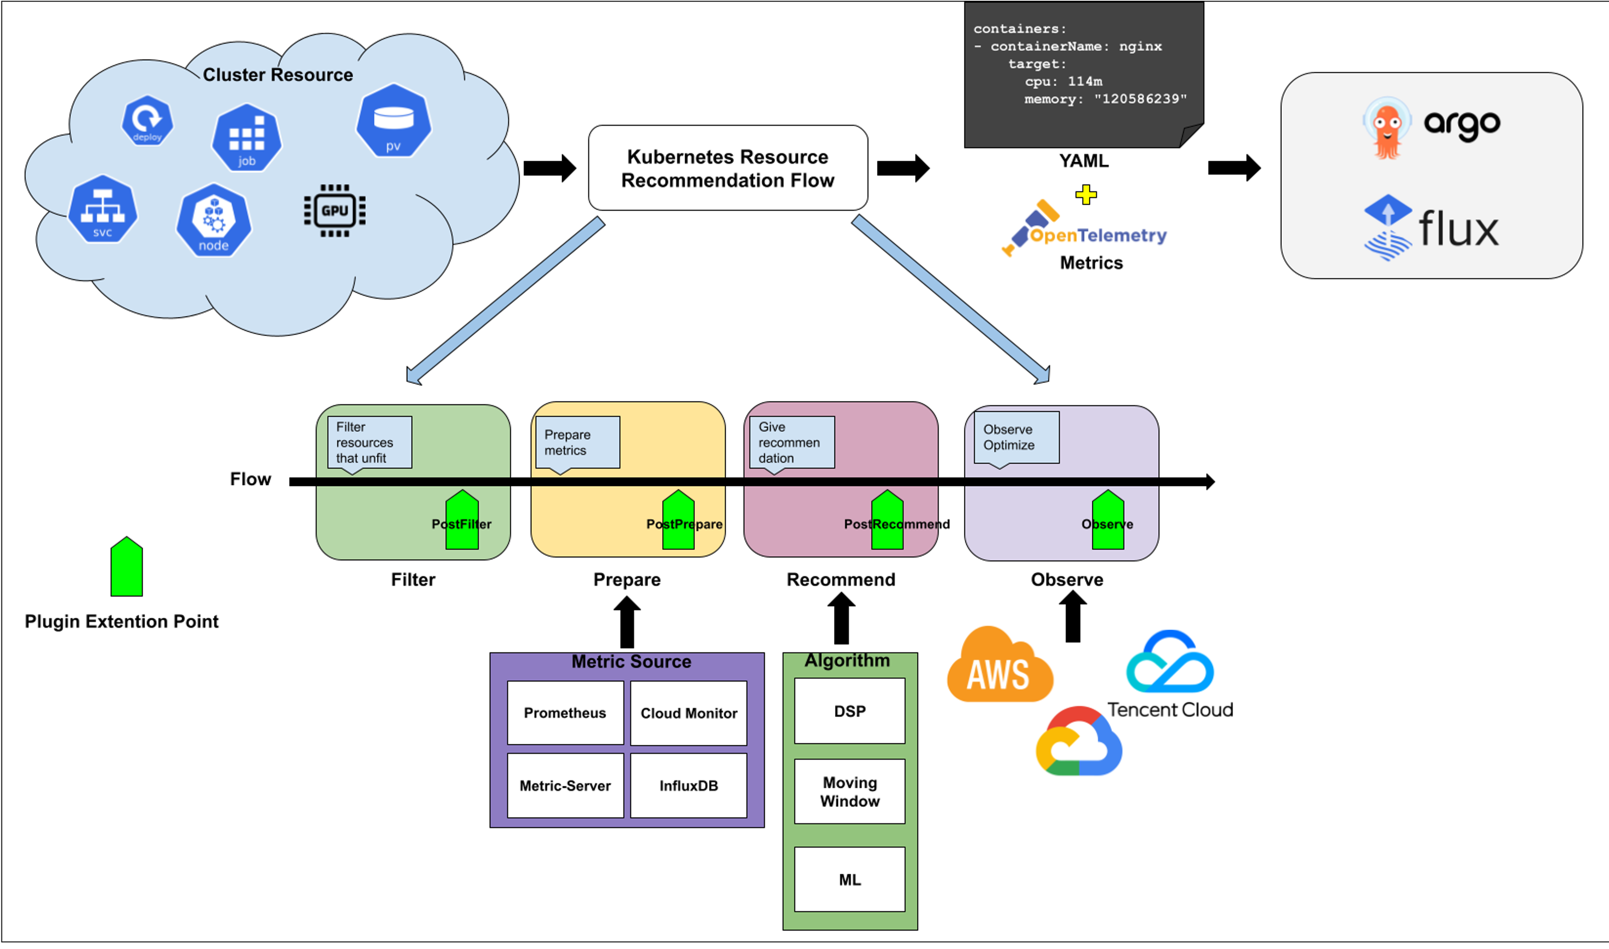 Cluster Resource
deploy
job
pv
svc
node
GPU
Kubernetes Resource
Recommendation Flow
containers:
- containerName: nginx
target:
cpu: 114m
memory: "120586239"
YAML
OpenTelemetry
Metrics
argo
flux
Filter
resources
that unfit
Prepare
metrics
Give
recommen
dation
Observe
Optimize
Flow
PostFilter
PostPrepare
PostRecommend
Observe
Filter
Prepare
Recommend
Observe
Plugin Extention Point
Metric Source
Prometheus
Cloud Monitor
Metric-Server
InfluxDB
Algorithm
DSP
Moving
Window
ML
AWS
Tencent Cloud